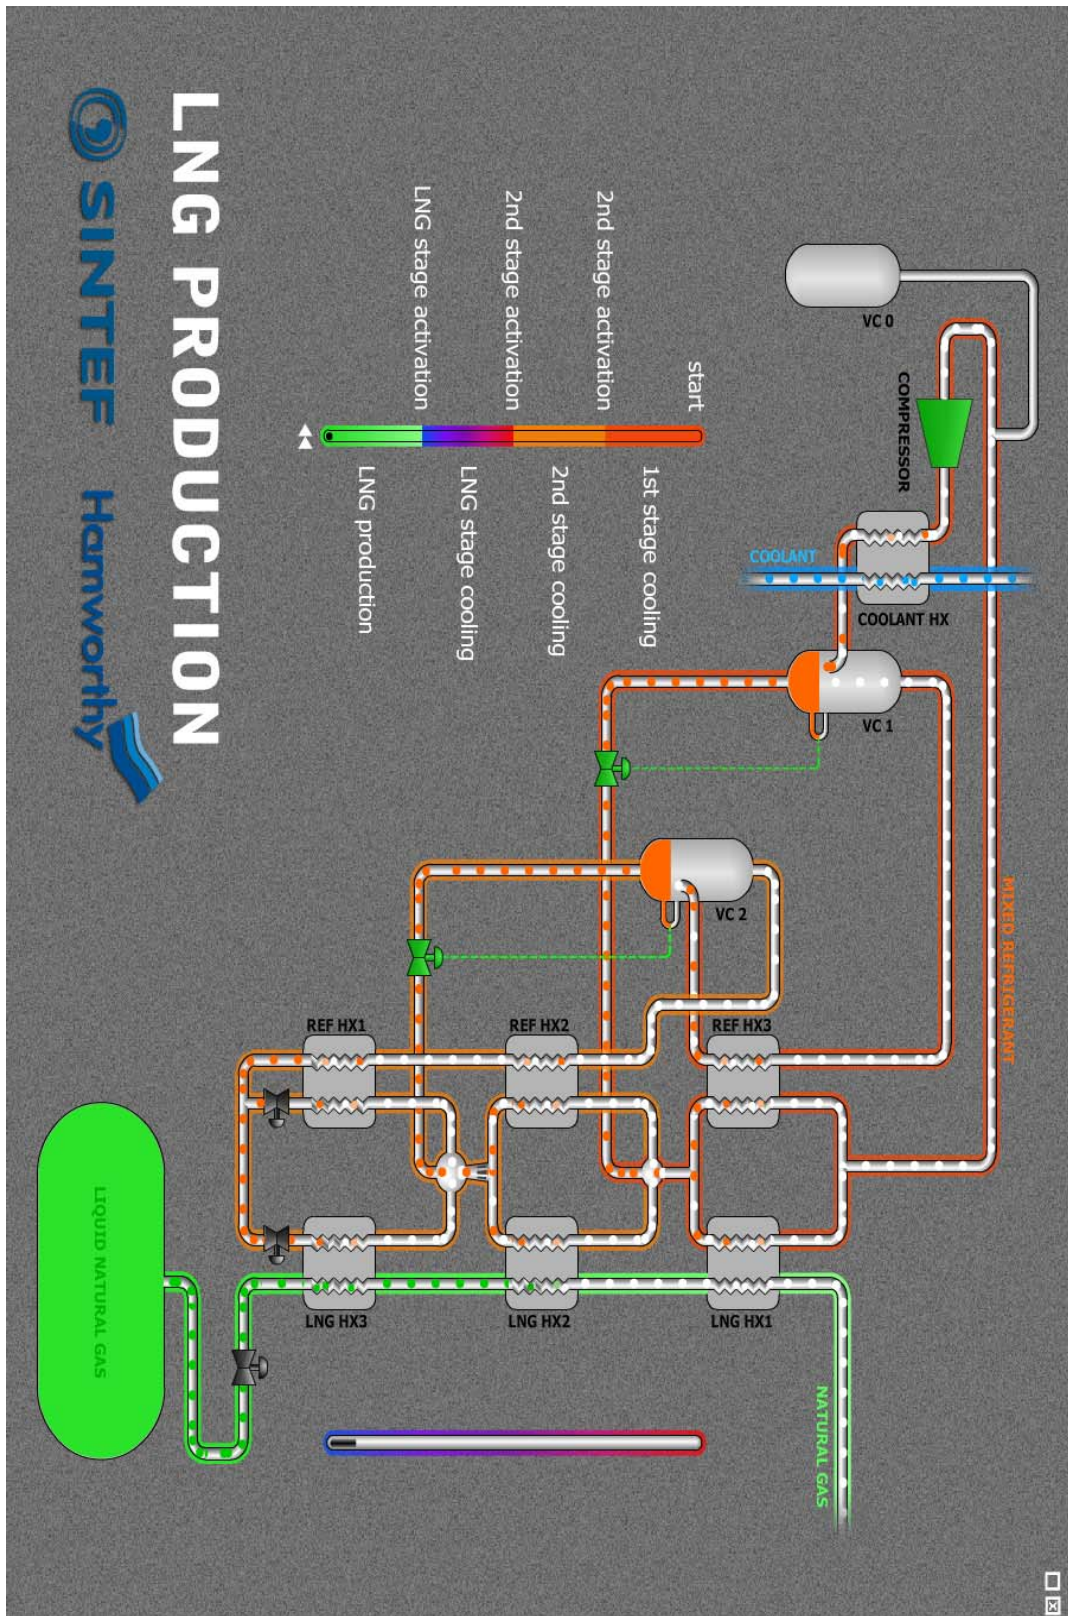 LNG PRODUCTION
SINTEF
Hamworthy
start
2nd stage activation
2nd stage activation
LNG stage activation
1st stage cooling
2nd stage cooling
LNG stage cooling
LNG production
VC 0
COMPRESSOR
COOLANT
COOLANT HX
VC 1
VC 2
MIXED REFRIGERANT
REF HX1
REF HX2
REF HX3
LNG HX3
LNG HX2
LNG HX1
LIQUID NATURAL GAS
NATURAL GAS